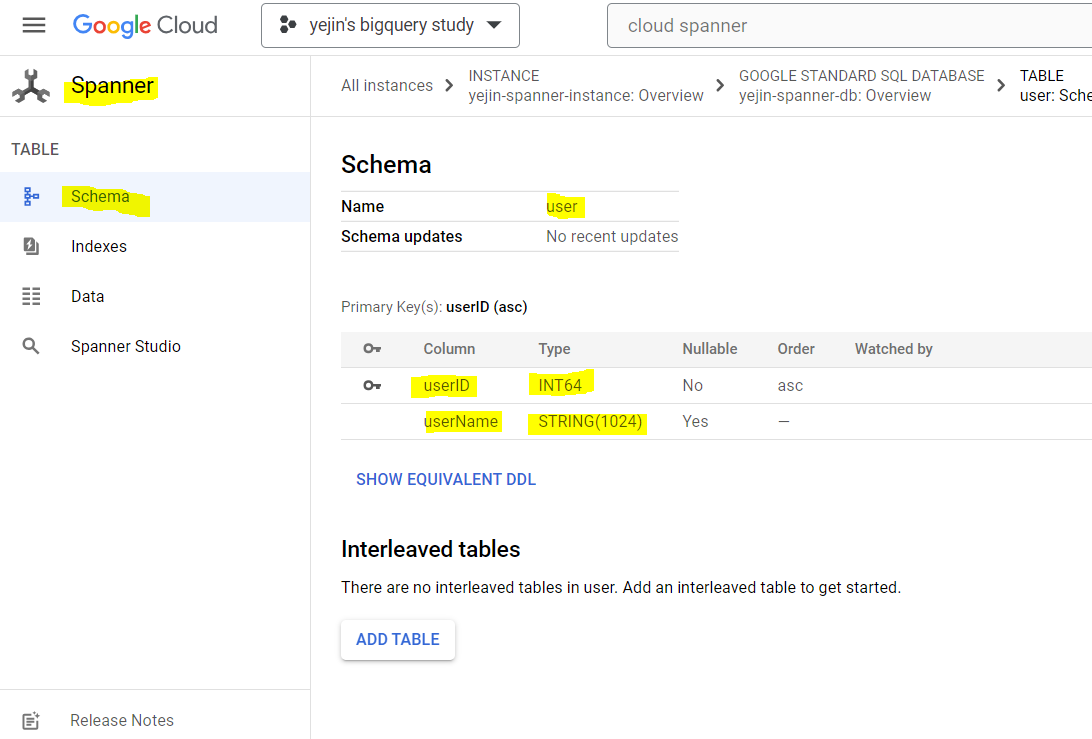 Google Cloud
yejin's bigquery study
cloud spanner
Spanner
All instances
INSTANCE
yejin-spanner-instance: Overview
GOOGLE STANDARD SQL DATABASE
yejin-spanner-db: Overview
TABLE
user: Sche
TABLE
Schema
Indexes
Data
Spanner Studio
Release Notes
Schema
Name user
Schema updates No recent updates
Primary Key(s): userID (asc)
Column Type Nullable Order Watched by
userID INT64 No asc
userName STRING(1024) Yes —
SHOW EQUIVALENT DDL
Interleaved tables
There are no interleaved tables in user. Add an interleaved table to get started.
ADD TABLE